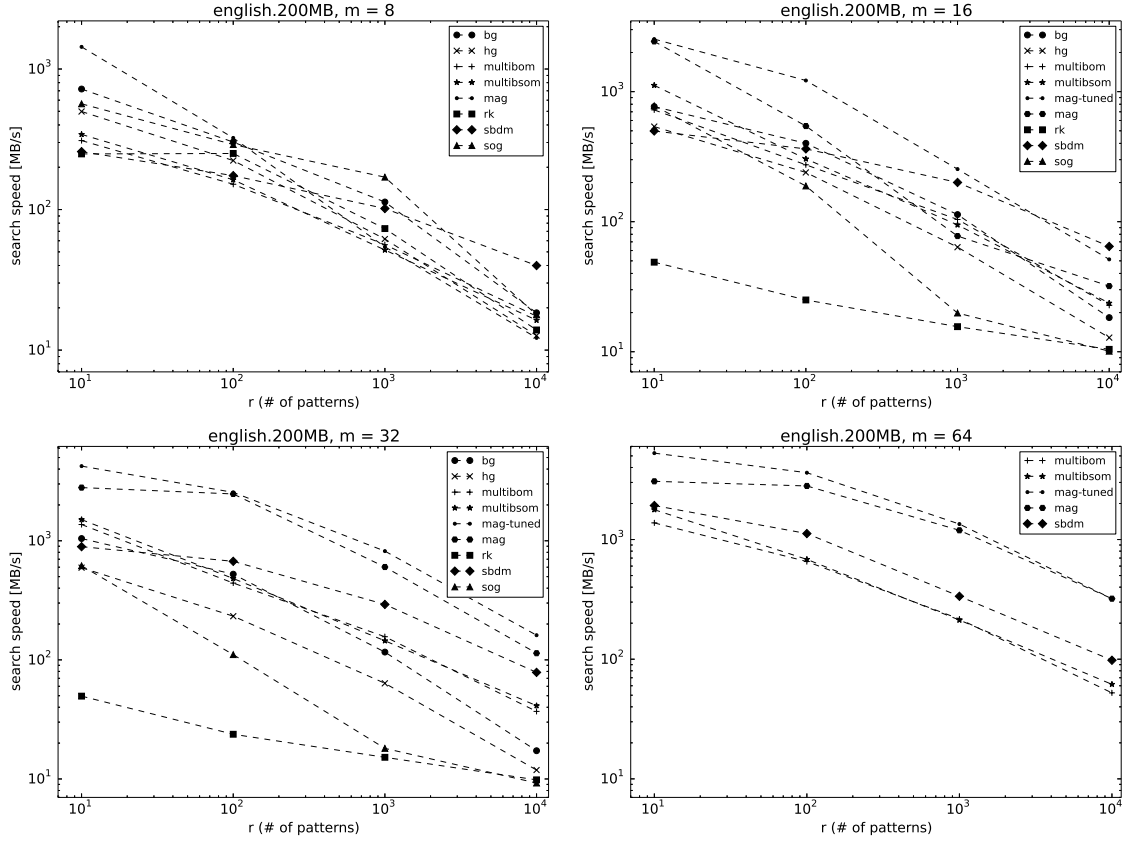 english.200MB, m = 8
search speed [MB/s]
10³
10²
10¹
10¹ 10² 10³ 10⁴
r (# of patterns)
bg
hg
multibom
multibsom
mag
rk
sbdm
sog
english.200MB, m = 16
search speed [MB/s]
10³
10²
10¹
10¹ 10² 10³ 10⁴
r (# of patterns)
bg
hg
multibom
multibsom
mag-tuned
mag
rk
sbdm
sog
english.200MB, m = 32
search speed [MB/s]
10³
10²
10¹
10¹ 10² 10³ 10⁴
r (# of patterns)
bg
hg
multibom
multibsom
mag-tuned
mag
rk
sbdm
sog
english.200MB, m = 64
search speed [MB/s]
10³
10²
10¹
10¹ 10² 10³ 10⁴
r (# of patterns)
multibom
multibsom
mag-tuned
mag
sbdm